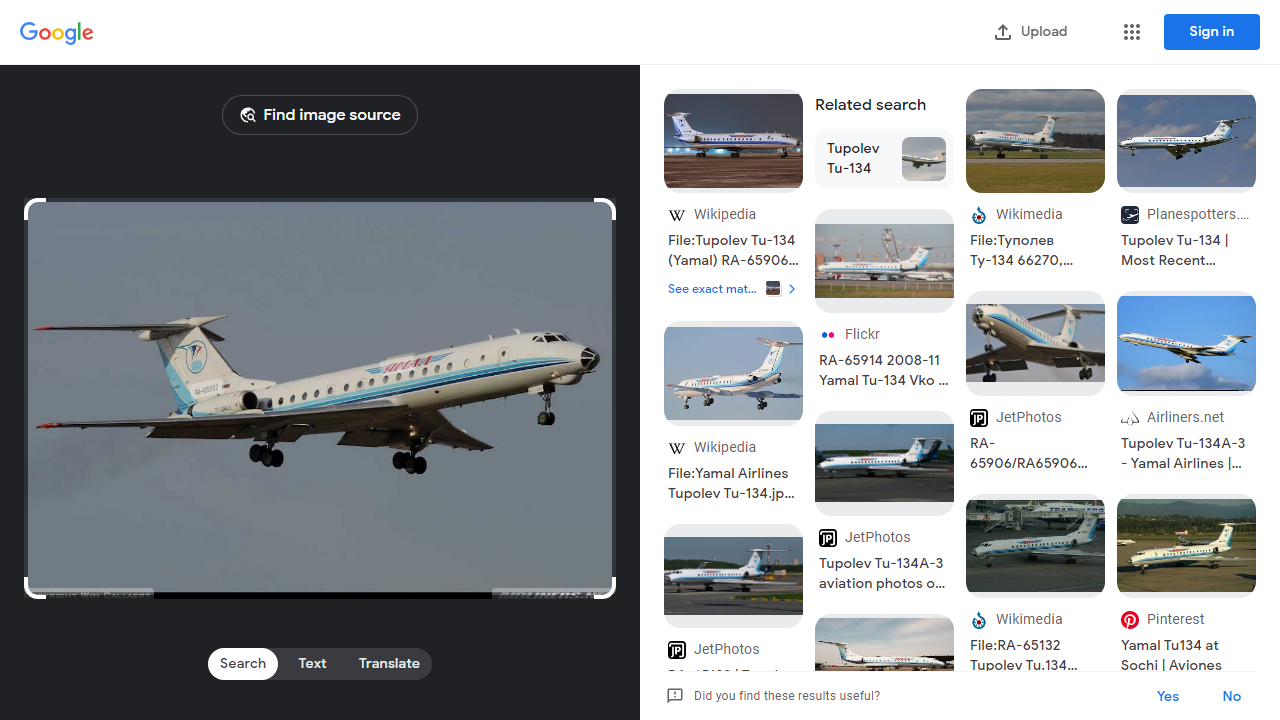 Google
Upload
Sign in
Find image source
ЯМАЛ
Search
Text
Translate
Wikipedia
File:Tupolev Tu-134
(Yamal) RA-65906...
See exact mat...
Wikipedia
File:Yamal Airlines
Tupolev Tu-134.jp...
JetPhotos
Related search
Tupolev
Tu-134
Flickr
RA-65914 2008-11
Yamal Tu-134 Vko ...
JetPhotos
Tupolev Tu-134A-3
aviation photos o...
Wikimedia
File:Туполев
Ту-134 66270,...
JetPhotos
RA-
65906/RA65906...
Wikimedia
File:RA-65132
Tupolev Tu.134...
Planespotters....
Tupolev Tu-134 |
Most Recent...
Airliners.net
Tupolev Tu-134A-3
- Yamal Airlines |...
Pinterest
Yamal Tu134 at
Sochi | Aviones
Did you find these results useful?
Yes
No